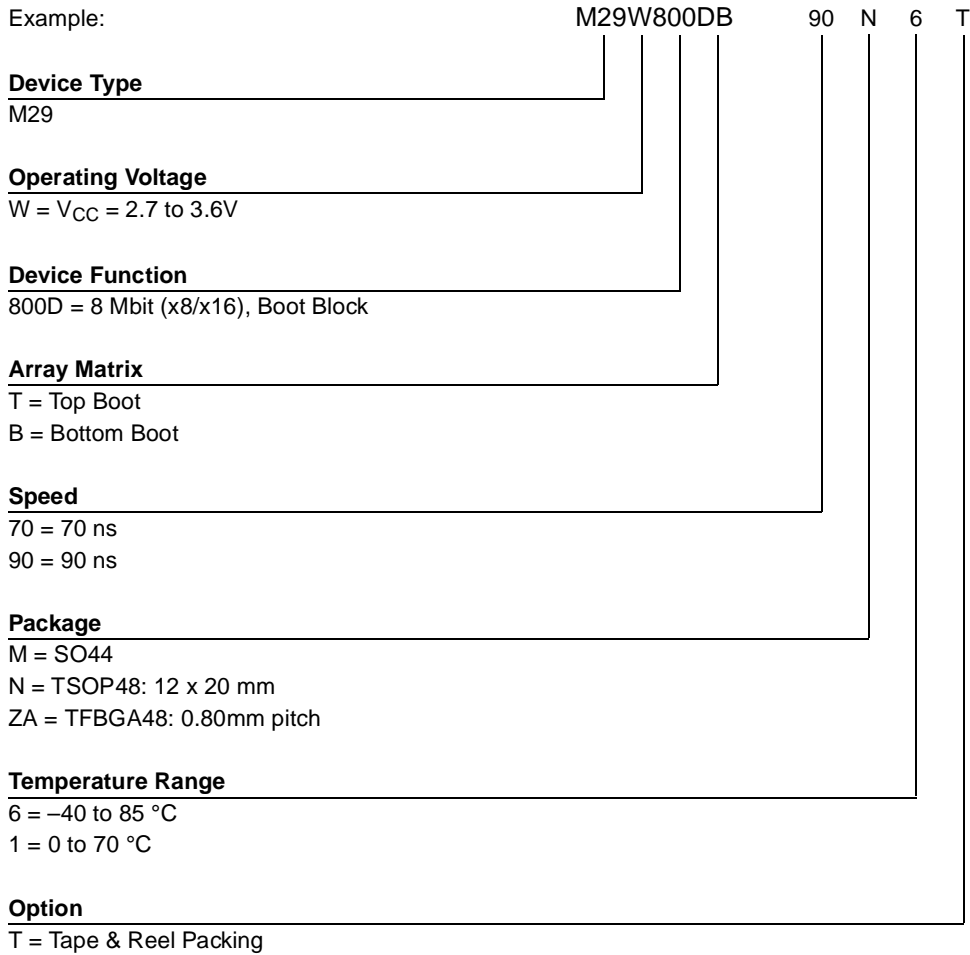 Example: M29W800DB 90 N 6 T
Device Type
M29
Operating Voltage
W = VCC = 2.7 to 3.6V
Device Function
800D = 8 Mbit (x8/x16), Boot Block
Array Matrix
T = Top Boot
B = Bottom Boot
Speed
70 = 70 ns
90 = 90 ns
Package
M = SO44
N = TSOP48: 12 x 20 mm
ZA = TFBGA48: 0.80mm pitch
Temperature Range
6 = –40 to 85 °C
1 = 0 to 70 °C
Option
T = Tape & Reel Packing